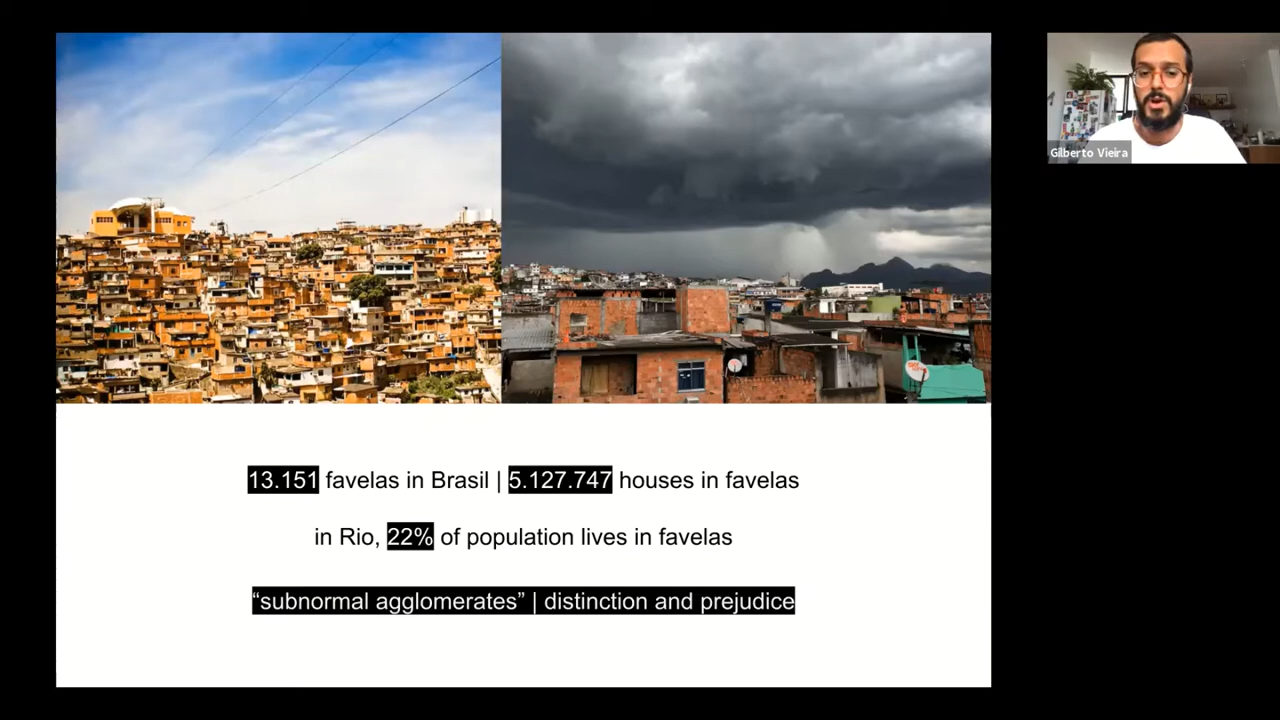 Gilberto Vieira
13.151 favelas in Brasil | 5.127.747 houses in favelas
in Rio, 22% of population lives in favelas
“subnormal agglomerates” | distinction and prejudice